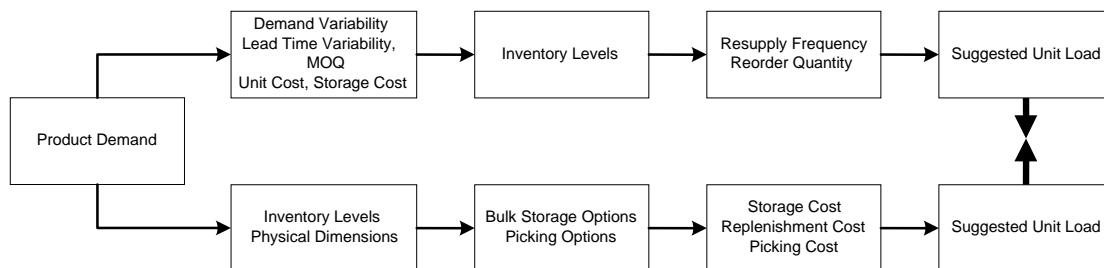 Product Demand
Demand Variability
Lead Time Variability,
MOQ
Unit Cost, Storage Cost
Inventory Levels
Resupply Frequency
Reorder Quantity
Suggested Unit Load
Inventory Levels
Physical Dimensions
Bulk Storage Options
Picking Options
Storage Cost
Replenishment Cost
Picking Cost
Suggested Unit Load